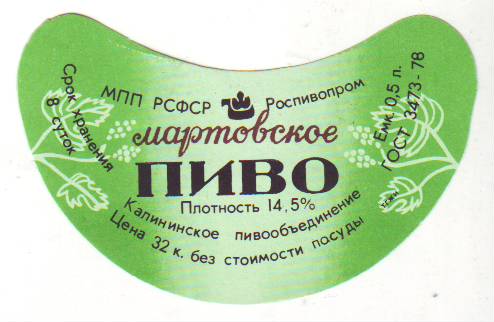 МПП РСФСР Роспивопром
Срок хранения
8 суток
Емк. 0,5 л.
ГОСТ 3473-78
мартовское
ПИВО
Плотность 14,5%
Калининское пивообъединение
Цена 32 к. без стоимости посуды